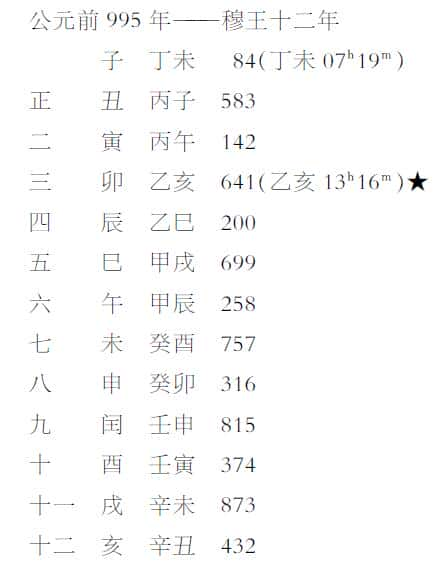 公元前 995 年——穆王十二年
子 丁未 84(丁未 07ʰ19ᵐ)
正 丑 丙子 583
二 寅 丙午 142
三 卯 乙亥 641(乙亥 13ʰ16ᵐ)★
四 辰 乙巳 200
五 巳 甲戌 699
六 午 甲辰 258
七 未 癸酉 757
八 申 癸卯 316
九 闰 壬申 815
十 酉 壬寅 374
十一 戌 辛未 873
十二 亥 辛丑 432